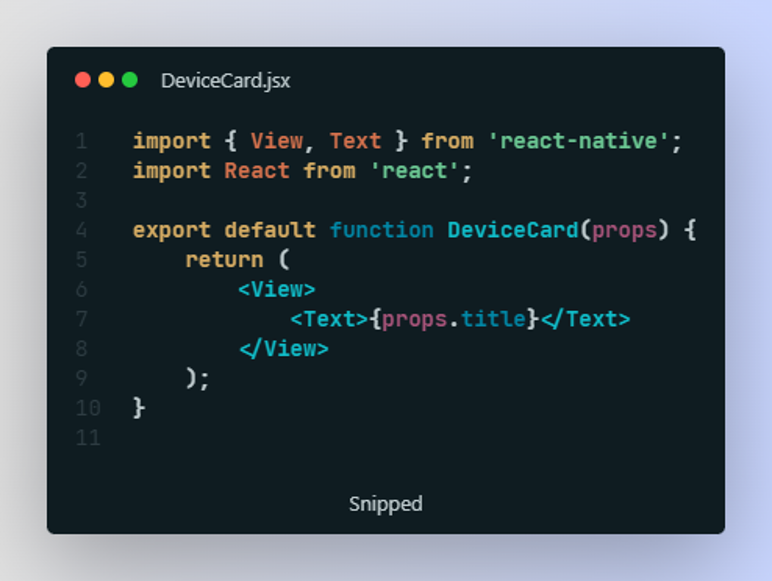 DeviceCard.jsx
1 import { View, Text } from 'react-native';
2 import React from 'react';
3
4 export default function DeviceCard(props) {
5     return (
6         <View>
7             <Text>{props.title}</Text>
8         </View>
9     );
10 }
11
Snipped